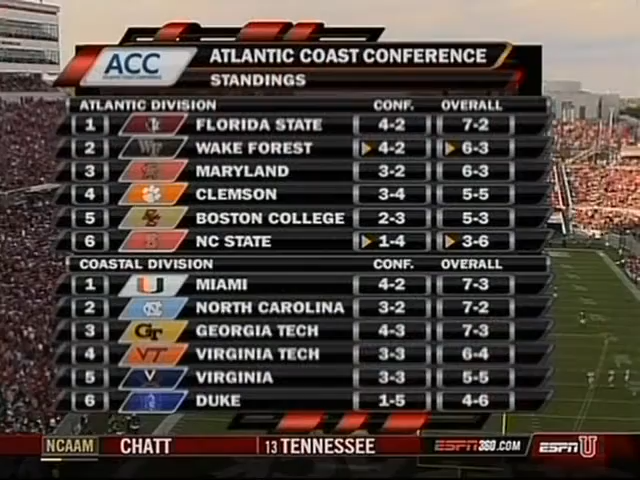 ACC ATLANTIC COAST CONFERENCE
STANDINGS
ATLANTIC DIVISION CONF. OVERALL
1 FLORIDA STATE 4-2 7-2
2 WF WAKE FOREST 4-2 6-3
3 MARYLAND 3-2 6-3
4 CLEMSON 3-4 5-5
5 BC BOSTON COLLEGE 2-3 5-3
6 NC STATE 1-4 3-6
COASTAL DIVISION CONF. OVERALL
1 U MIAMI 4-2 7-3
2 NC NORTH CAROLINA 3-2 7-2
3 GT GEORGIA TECH 4-3 7-3
4 VT VIRGINIA TECH 3-3 6-4
5 V VIRGINIA 3-3 5-5
6 DUKE 1-5 4-6
NCAAM CHATT 13 TENNESSEE ESPN360.COM ESPNU